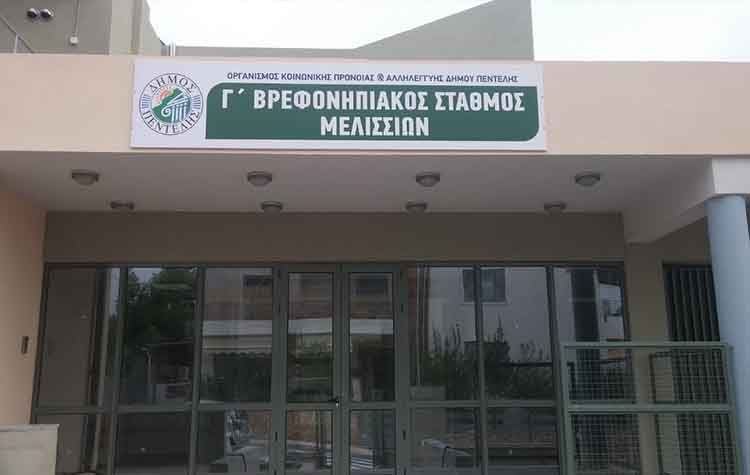 ΟΡΓΑΝΙΣΜΟΣ ΚΟΙΝΩΝΙΚΗΣ ΠΡΟΝΟΙΑΣ & ΑΛΛΗΛΕΓΓΥΗΣ ΔΗΜΟΥ ΠΕΝΤΕΛΗΣ
Γ΄ ΒΡΕΦΟΝΗΠΙΑΚΟΣ ΣΤΑΘΜΟΣ
ΜΕΛΙΣΣΙΩΝ
ΔΗΜΟΣ
ΠΕΝΤΕΛΗΣ